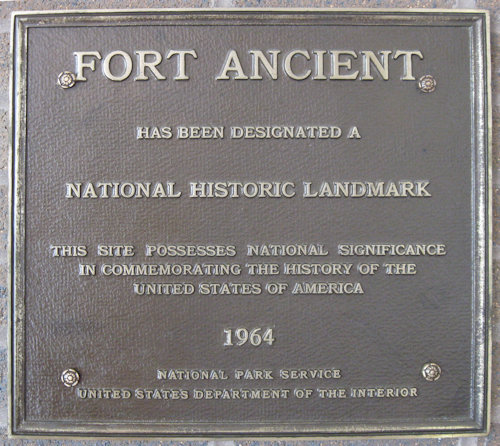 FORT ANCIENT
HAS BEEN DESIGNATED A
NATIONAL HISTORIC LANDMARK
THIS SITE POSSESSES NATIONAL SIGNIFICANCE
IN COMMEMORATING THE HISTORY OF THE
UNITED STATES OF AMERICA
1964
NATIONAL PARK SERVICE
UNITED STATES DEPARTMENT OF THE INTERIOR